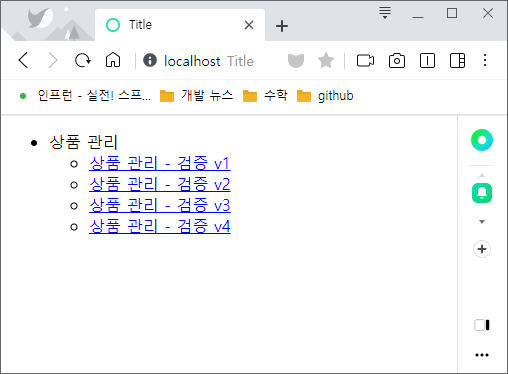 Title
localhost Title
인프런 - 실전! 스프... 개발 뉴스 수학 github
상품 관리
상품 관리 - 검증 v1
상품 관리 - 검증 v2
상품 관리 - 검증 v3
상품 관리 - 검증 v4